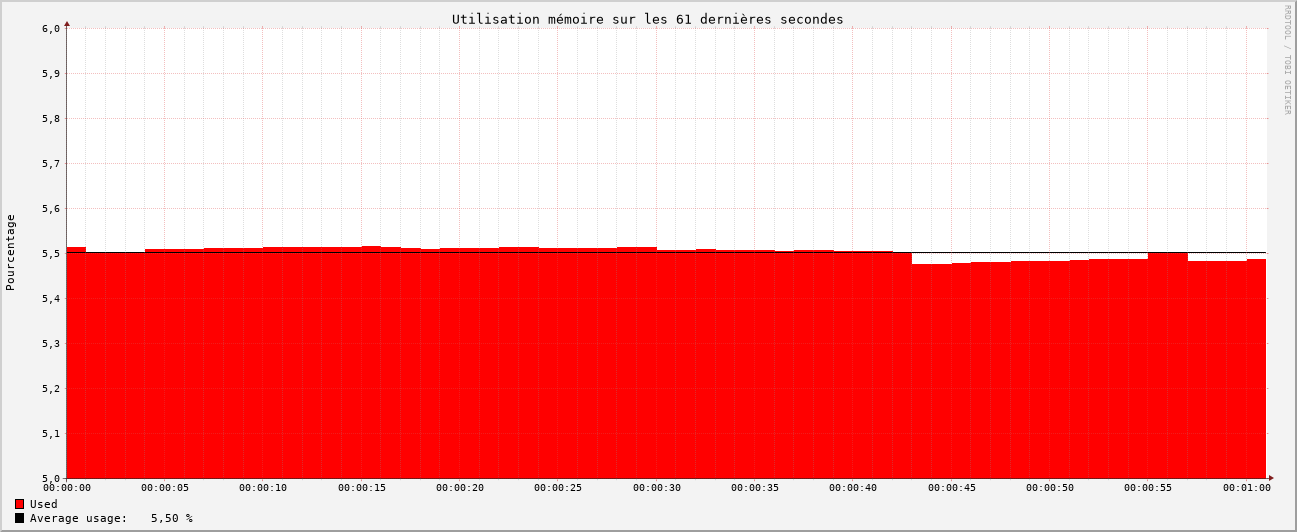 Utilisation mémoire sur les 61 dernières secondes
RRDTOOL / TOBI OETIKER
Pourcentage
6,0
5,9
5,8
5,7
5,6
5,5
5,4
5,3
5,2
5,1
5,0
00:00:00 00:00:05 00:00:10 00:00:15 00:00:20 00:00:25 00:00:30 00:00:35 00:00:40 00:00:45 00:00:50 00:00:55 00:01:00
Used
Average usage: 5,50 %